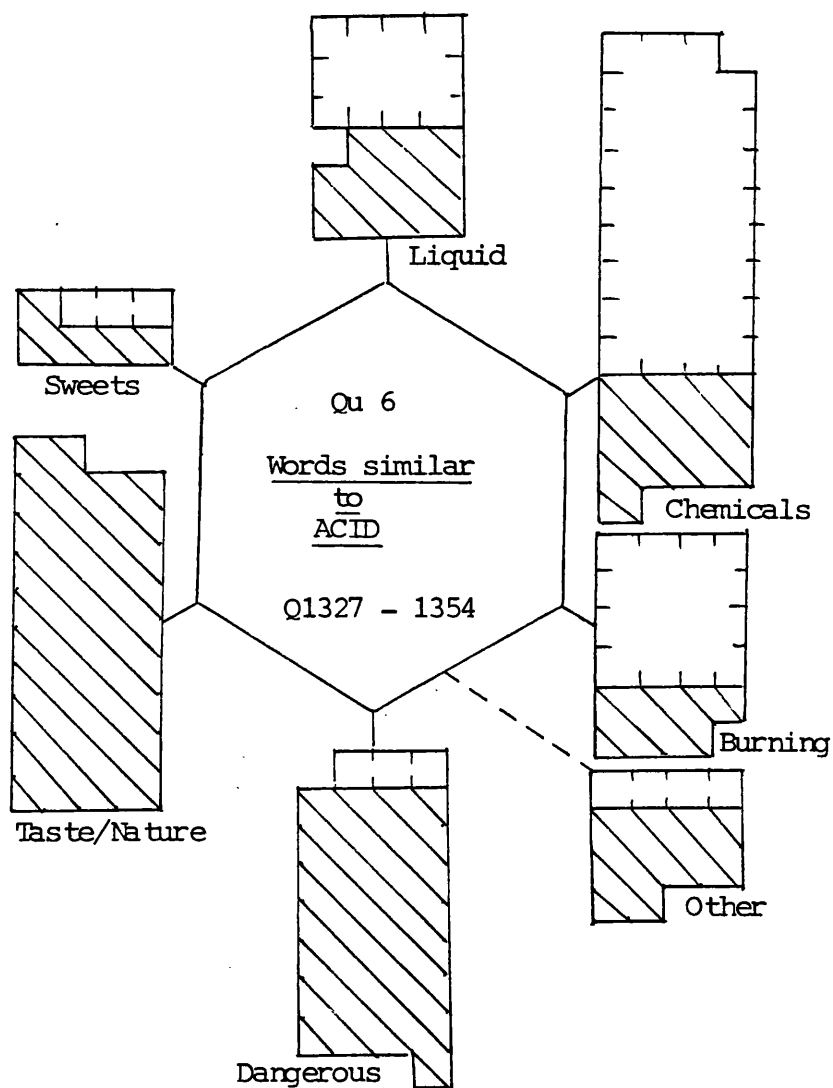 Liquid
Sweets
Chemicals
Qu 6
Words similar
to
ACID
Q1327 - 1354
Taste/Nature
Burning
Other
Dangerous